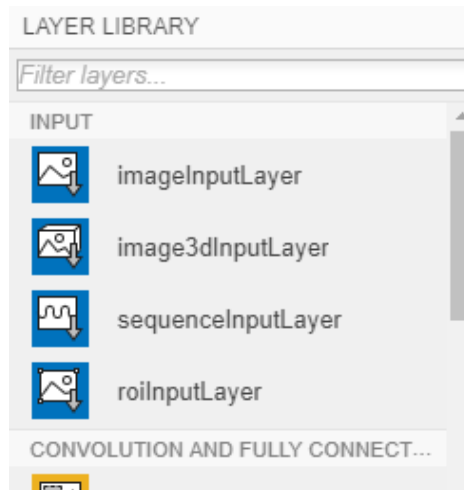 LAYER LIBRARY
Filter layers...
INPUT
imageInputLayer
image3dInputLayer
sequenceInputLayer
roiInputLayer
CONVOLUTION AND FULLY CONNECT...